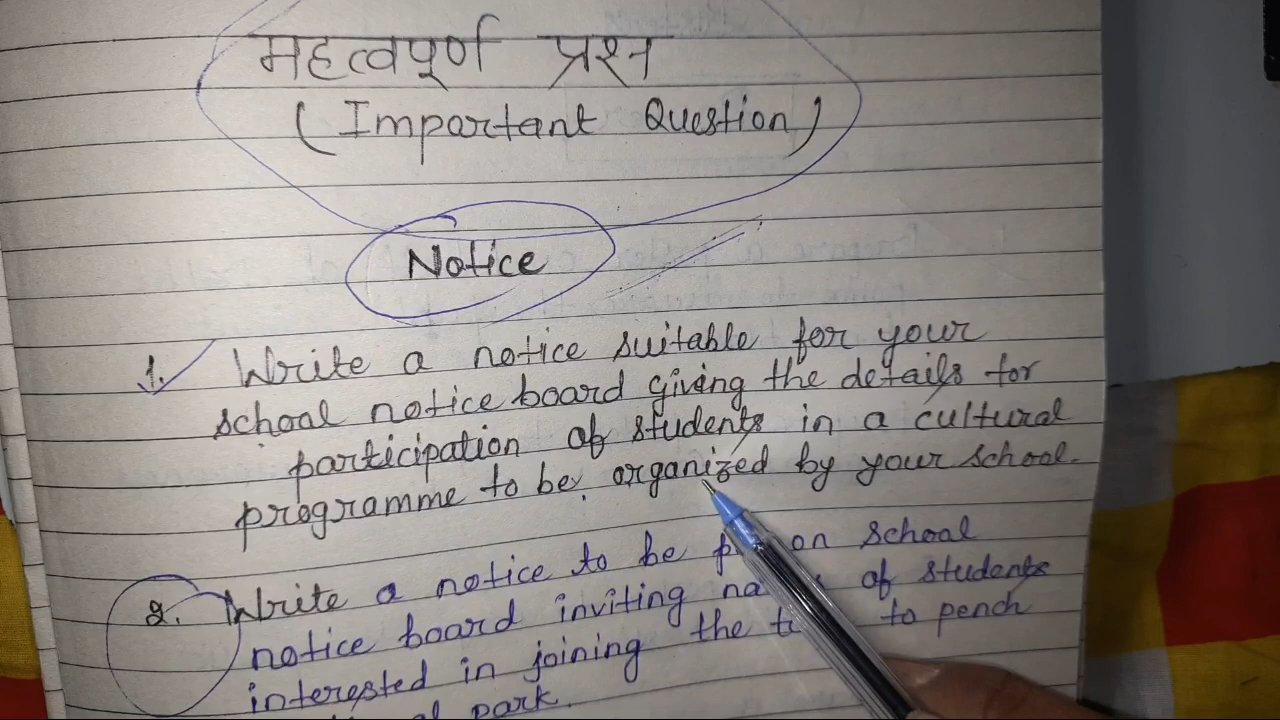 महत्वपूर्ण प्रश्न
(Important Question)
Notice
1. Write a notice suitable for your
school notice board giving the details for
participation of students in a cultural
programme to be organized by your school.
2. Write a notice to be on school
notice board inviting of students
interested in joining the to pench
park.